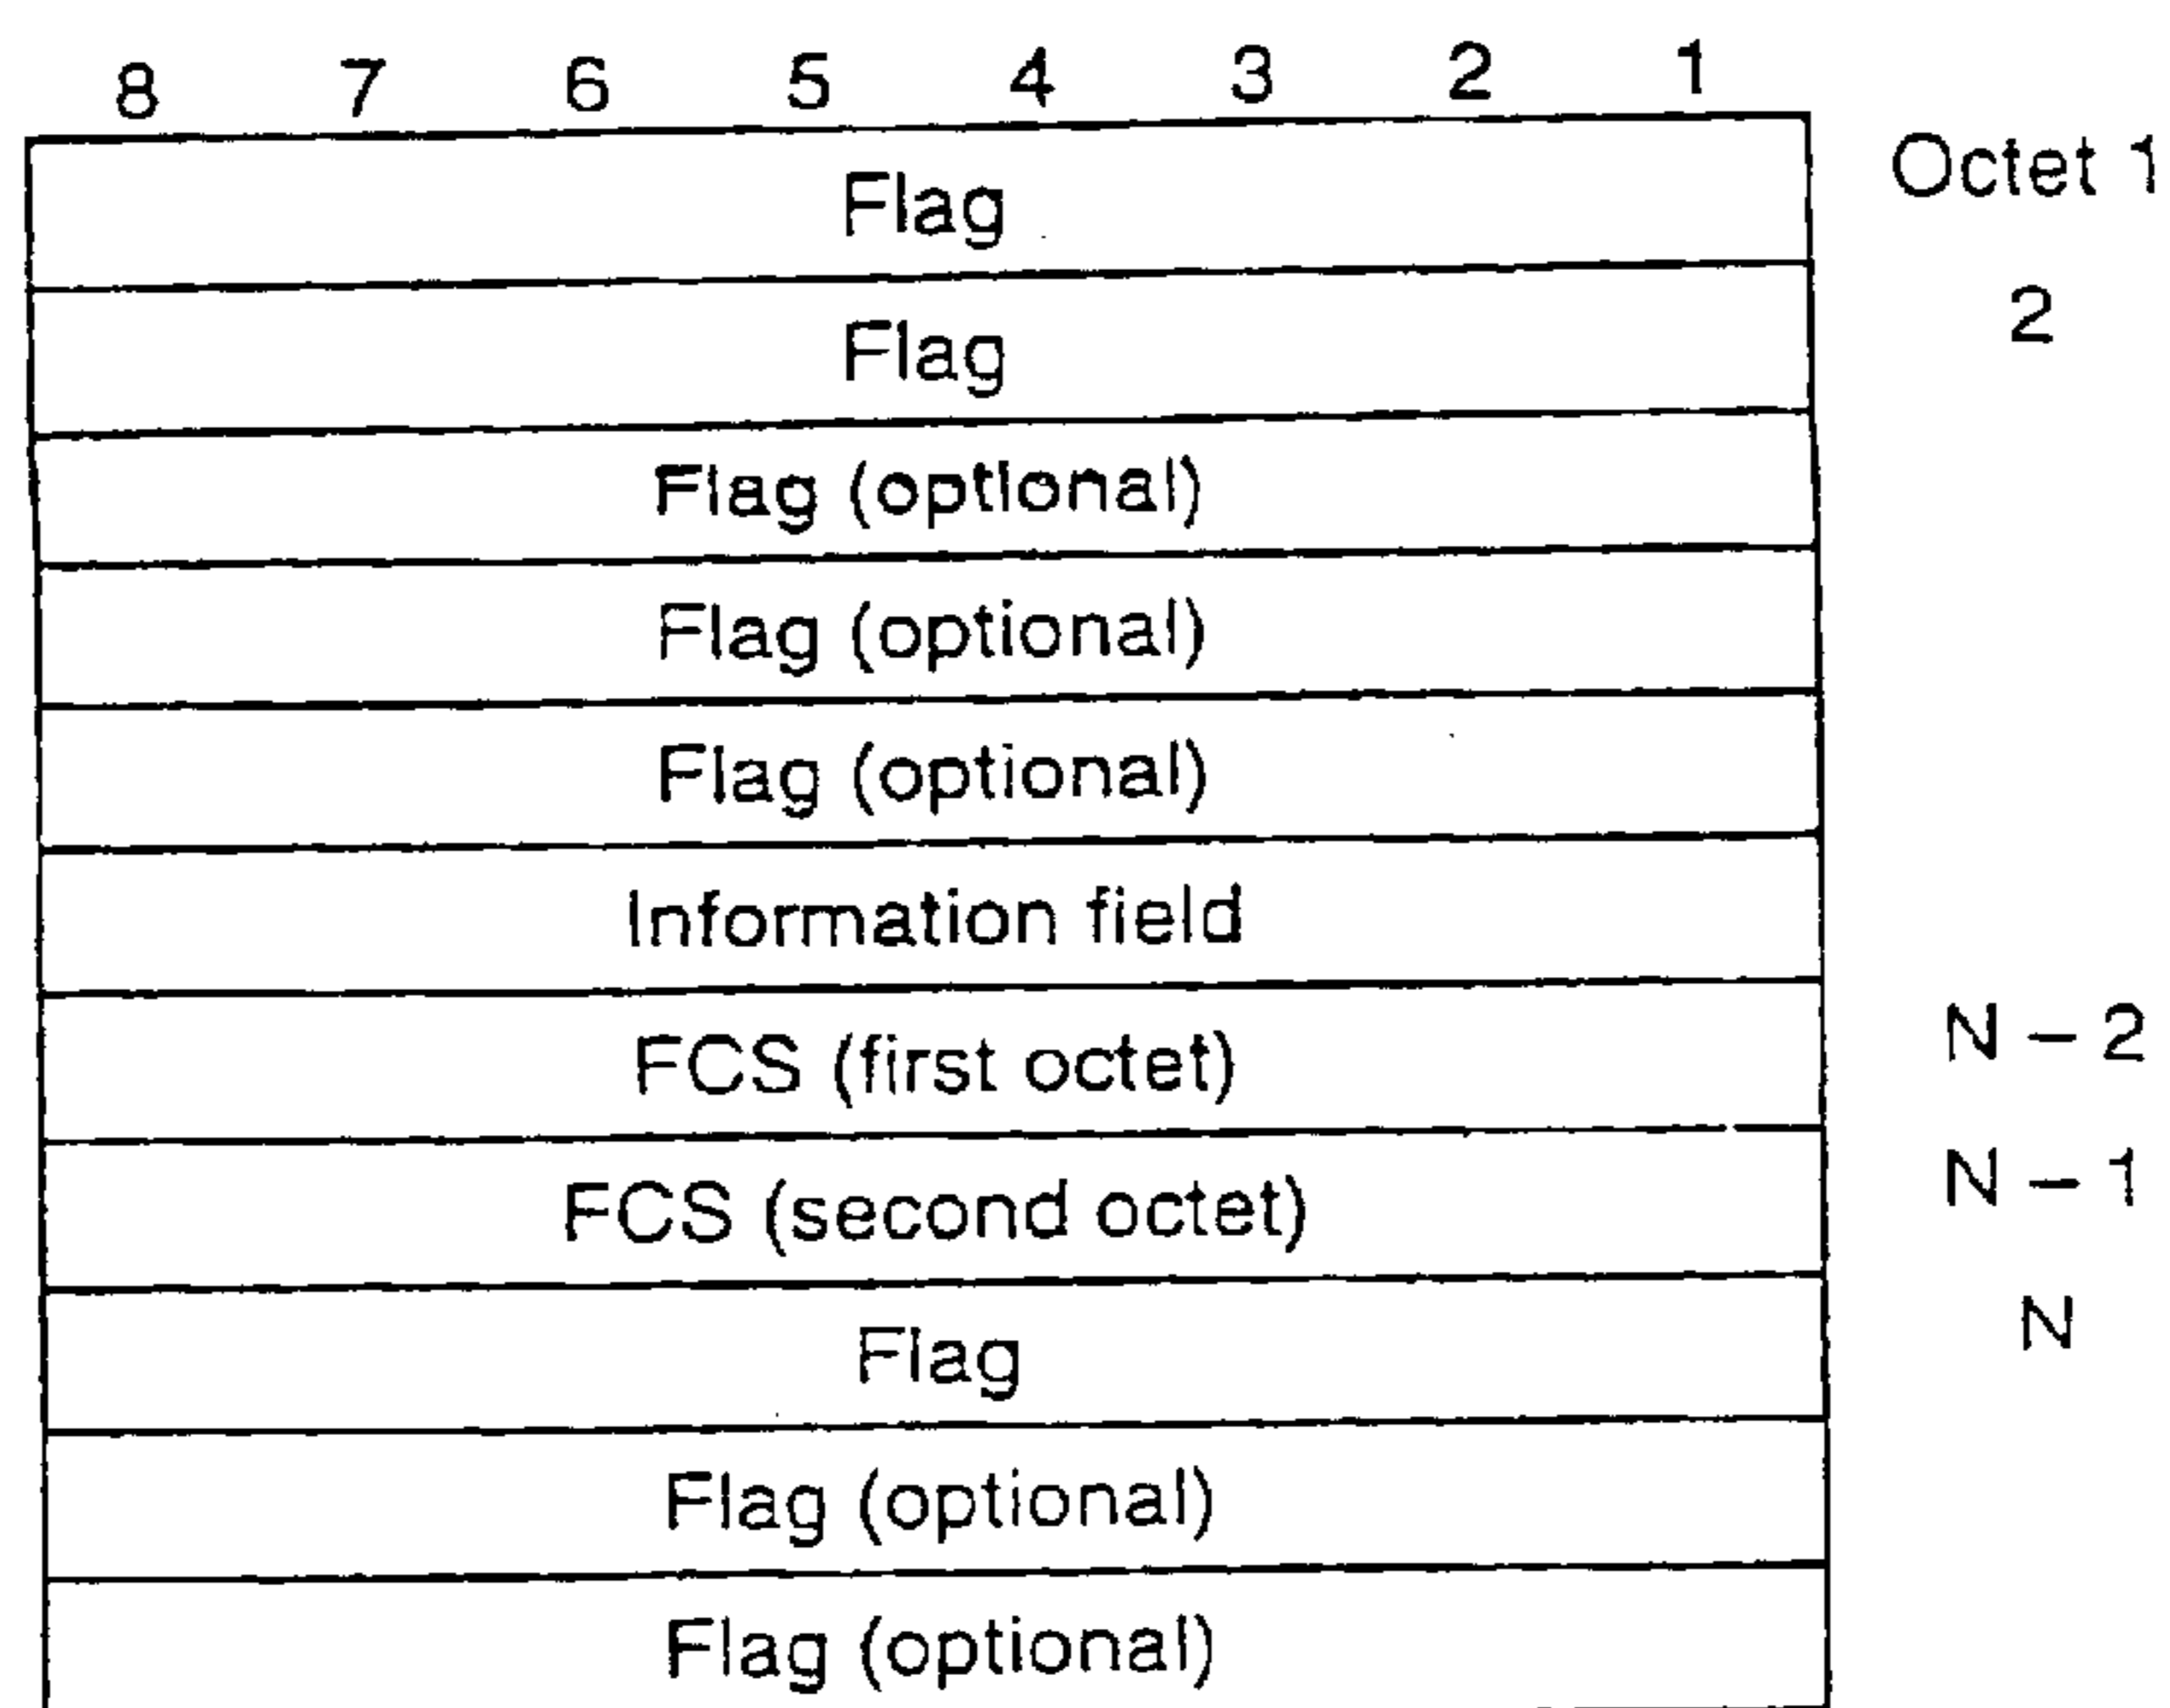 8 7 6 5 4 3 2 1
Flag Octet 1
Flag 2
Flag (optional)
Flag (optional)
Flag (optional)
Information field
FCS (first octet) N – 2
FCS (second octet) N – 1
Flag N
Flag (optional)
Flag (optional)